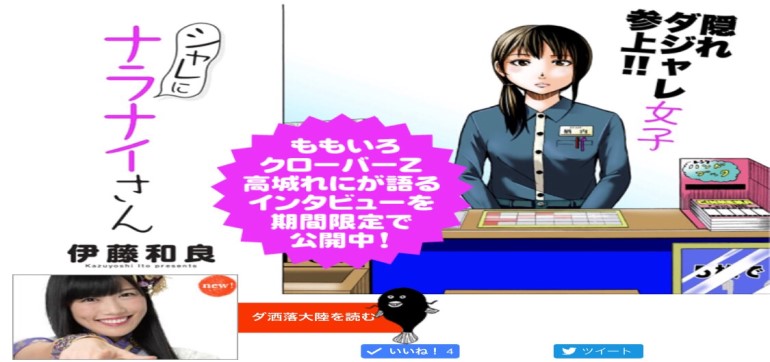 シャレに
ナラナイさん
伊藤和良
Kazuyoshi Ito presents
隠れ
ダジャレ
女子
参上!!
ももいろ
クローバーZ
高城れにが語る
インタビューを
期間限定で
公開中!
new!
ダ洒落大陸を読む
いいね! 4
ツイート